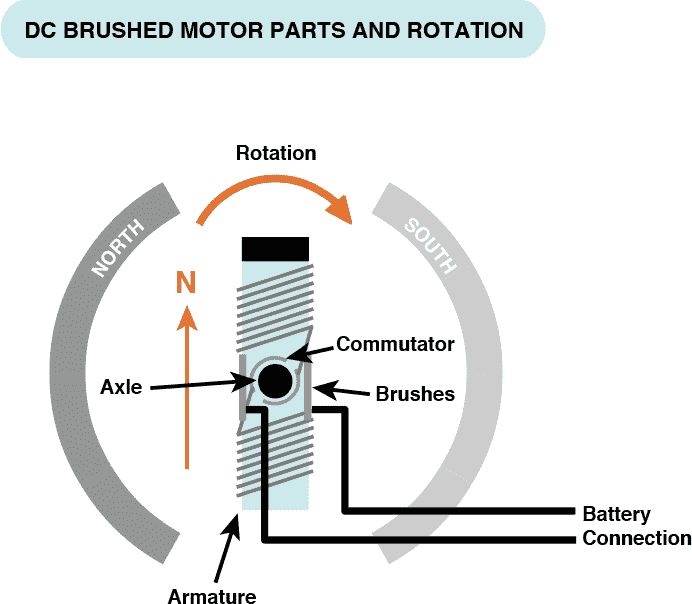 DC BRUSHED MOTOR PARTS AND ROTATION
Rotation
NORTH
SOUTH
N
Commutator
Axle
Brushes
Battery
Connection
Armature